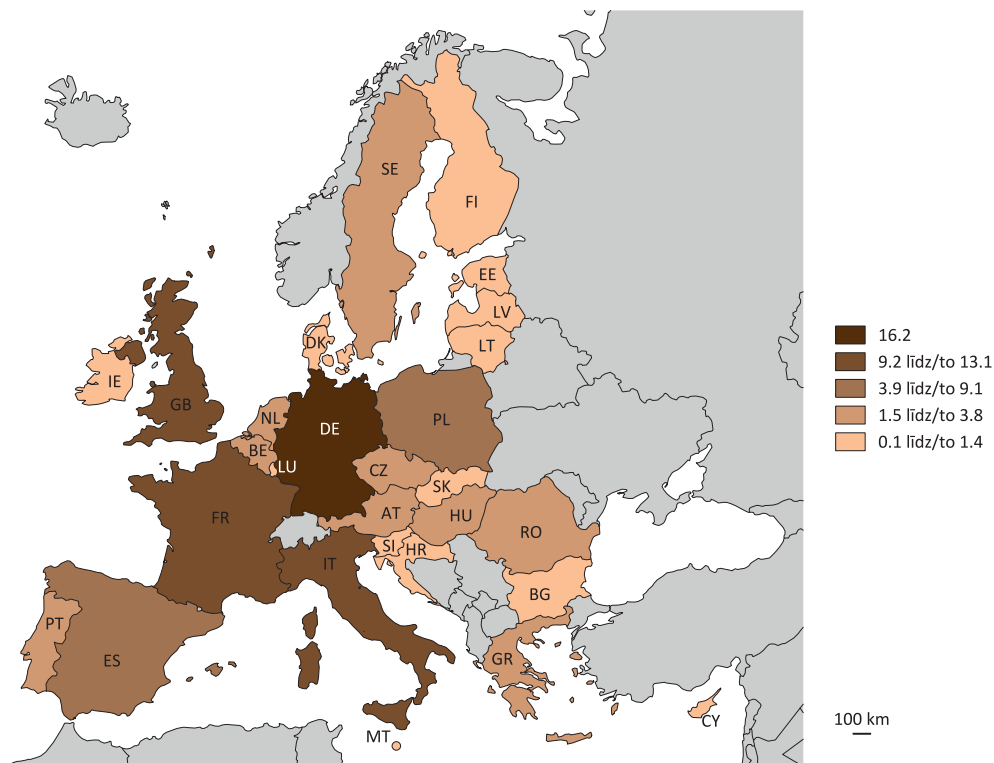 SE
FI
EE
LV
LT
DK
IE
GB
NL
BE
LU
DE
PL
CZ
SK
AT
HU
RO
FR
SI
HR
IT
BG
PT
ES
GR
MT
CY
16.2
9.2 līdz/to 13.1
3.9 līdz/to 9.1
1.5 līdz/to 3.8
0.1 līdz/to 1.4
100 km